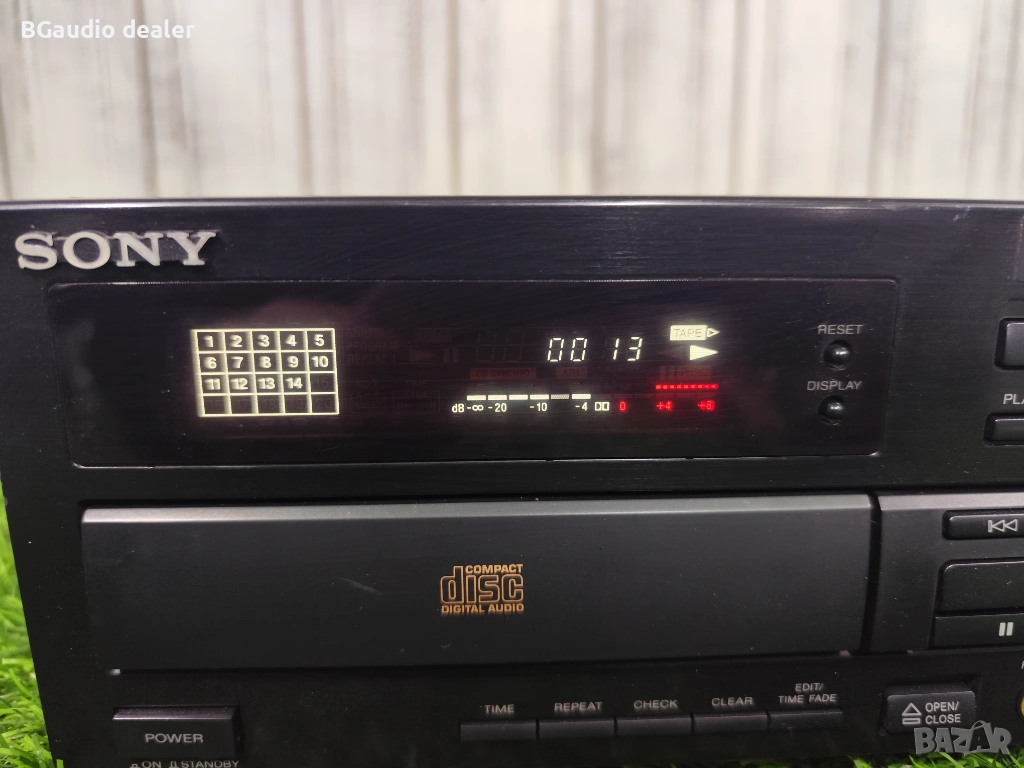 BGaudio dealer
SONY
1 2 3 4 5
6 7 8 9 10
11 12 13 14
0013
TAPE
RESET
DISPLAY
dB-∞ -20 -10 -4 0 +4 +8
COMPACT
disc
DIGITAL AUDIO
TIME
REPEAT
CHECK
CLEAR
EDIT/
TIME FADE
OPEN/
CLOSE
POWER
ON STANDBY
BAZAR